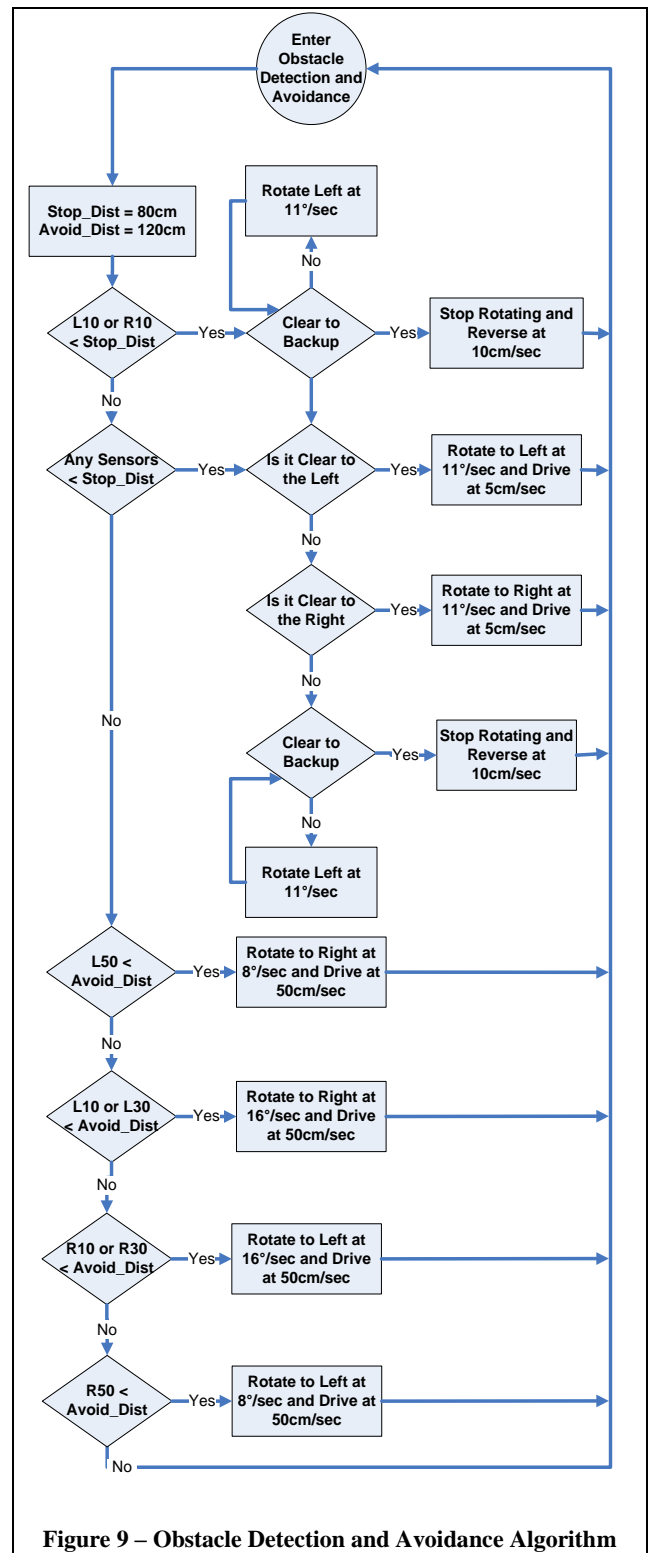 Enter
Obstacle
Detection and
Avoidance
Stop_Dist = 80cm
Avoid_Dist = 120cm
Rotate Left at
11°/sec
No
L10 or R10
< Stop_Dist
Yes
Clear to
Backup
Yes
Stop Rotating and
Reverse at
10cm/sec
No
Any Sensors
< Stop_Dist
Yes
Is it Clear to
the Left
Yes
Rotate to Left at
11°/sec and Drive
at 5cm/sec
No
Is it Clear to
the Right
Yes
Rotate to Right at
11°/sec and Drive
at 5cm/sec
No
No
Clear to
Backup
Yes
Stop Rotating and
Reverse at
10cm/sec
No
Rotate Left at
11°/sec
L50 <
Avoid_Dist
Yes
Rotate to Right at
8°/sec and Drive at
50cm/sec
No
L10 or L30
< Avoid_Dist
Yes
Rotate to Right at
16°/sec and Drive
at 50cm/sec
No
R10 or R30
< Avoid_Dist
Yes
Rotate to Left at
16°/sec and Drive
at 50cm/sec
No
R50 <
Avoid_Dist
Yes
Rotate to Left at
8°/sec and Drive at
50cm/sec
No
Figure 9 – Obstacle Detection and Avoidance Algorithm